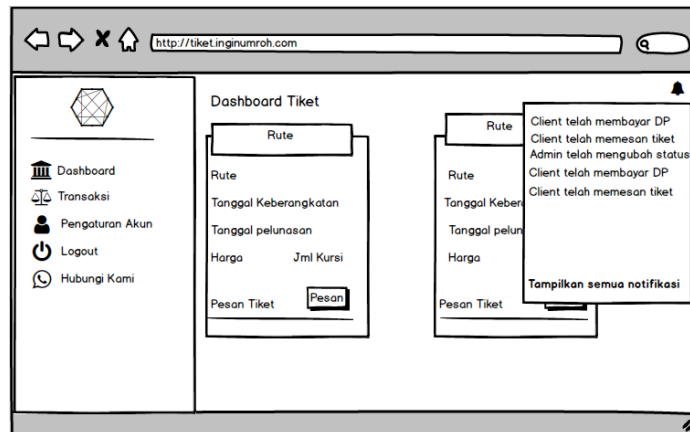 http://tiket.inginumroh.com
Dashboard
Transaksi
Pengaturan Akun
Logout
Hubungi Kami
Dashboard Tiket
Rute
Rute
Tanggal Keberangkatan
Tanggal pelunasan
Harga Jml Kursi
Pesan Tiket Pesan
Rute
Rute
Tanggal Keber
Tanggal pelun
Harga
Pesan Tiket
Client telah membayar DP
Client telah memesan tiket
Admin telah mengubah status
Client telah membayar DP
Client telah memesan tiket
Tampilkan semua notifikasi